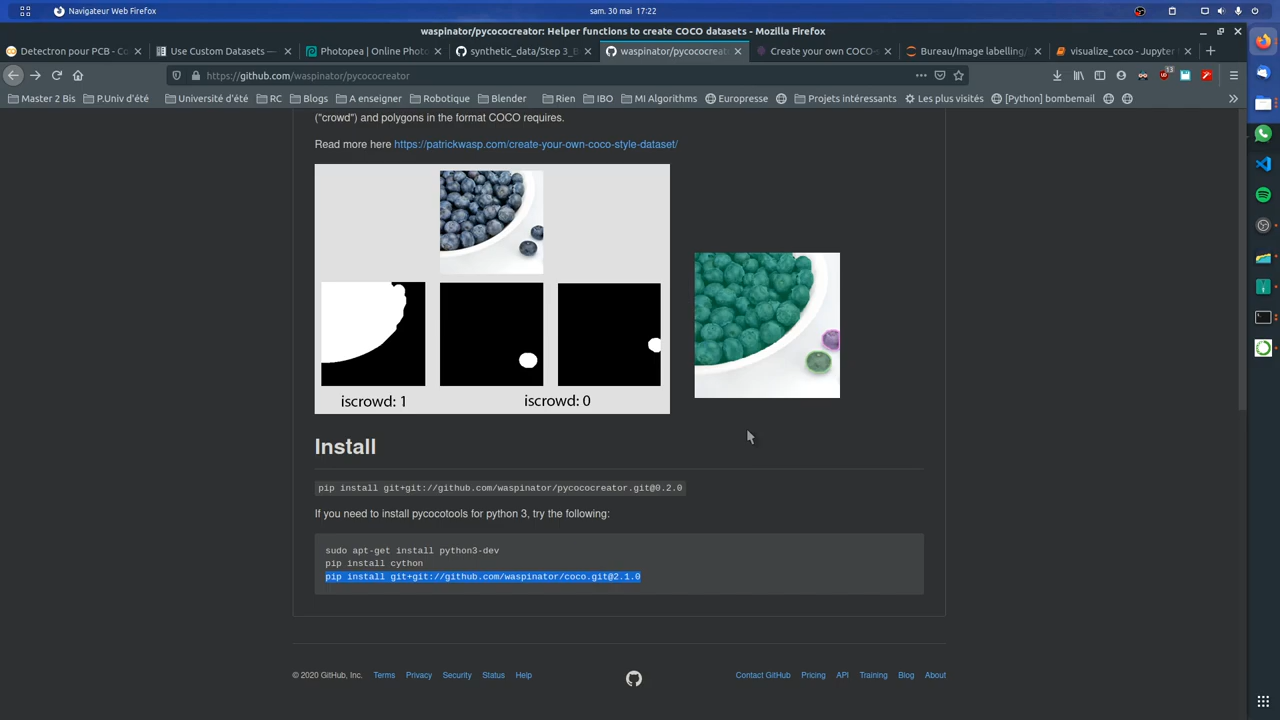 Navigateur Web Firefox
sam. 30 mai 17:22
waspinator/pycococreator: Helper functions to create COCO datasets - Mozilla Firefox
Detectron pour PCB - Co
Use Custom Datasets —
Photopea | Online Photo
synthetic_data/Step 3_B
waspinator/pycococreat
Create your own COCO-s
Bureau/Image labelling/
visualize_coco - Jupyter N
https://github.com/waspinator/pycococreator
13
Master 2 Bis
P.Univ d'été
Université d'été
RC
Blogs
A enseigner
Robotique
Blender
Rien
IBO
MI Algorithms
Europresse
Projets intéressants
Les plus visités
[Python] bombemail
("crowd") and polygons in the format COCO requires.
Read more here https://patrickwasp.com/create-your-own-coco-style-dataset/
iscrowd: 1
iscrowd: 0
Install
pip install git+git://github.com/waspinator/pycococreator.git@0.2.0
If you need to install pycocotools for python 3, try the following:
sudo apt-get install python3-dev
pip install cython
pip install git+git://github.com/waspinator/coco.git@2.1.0
© 2020 GitHub, Inc.
Terms
Privacy
Security
Status
Help
Contact GitHub
Pricing
API
Training
Blog
About